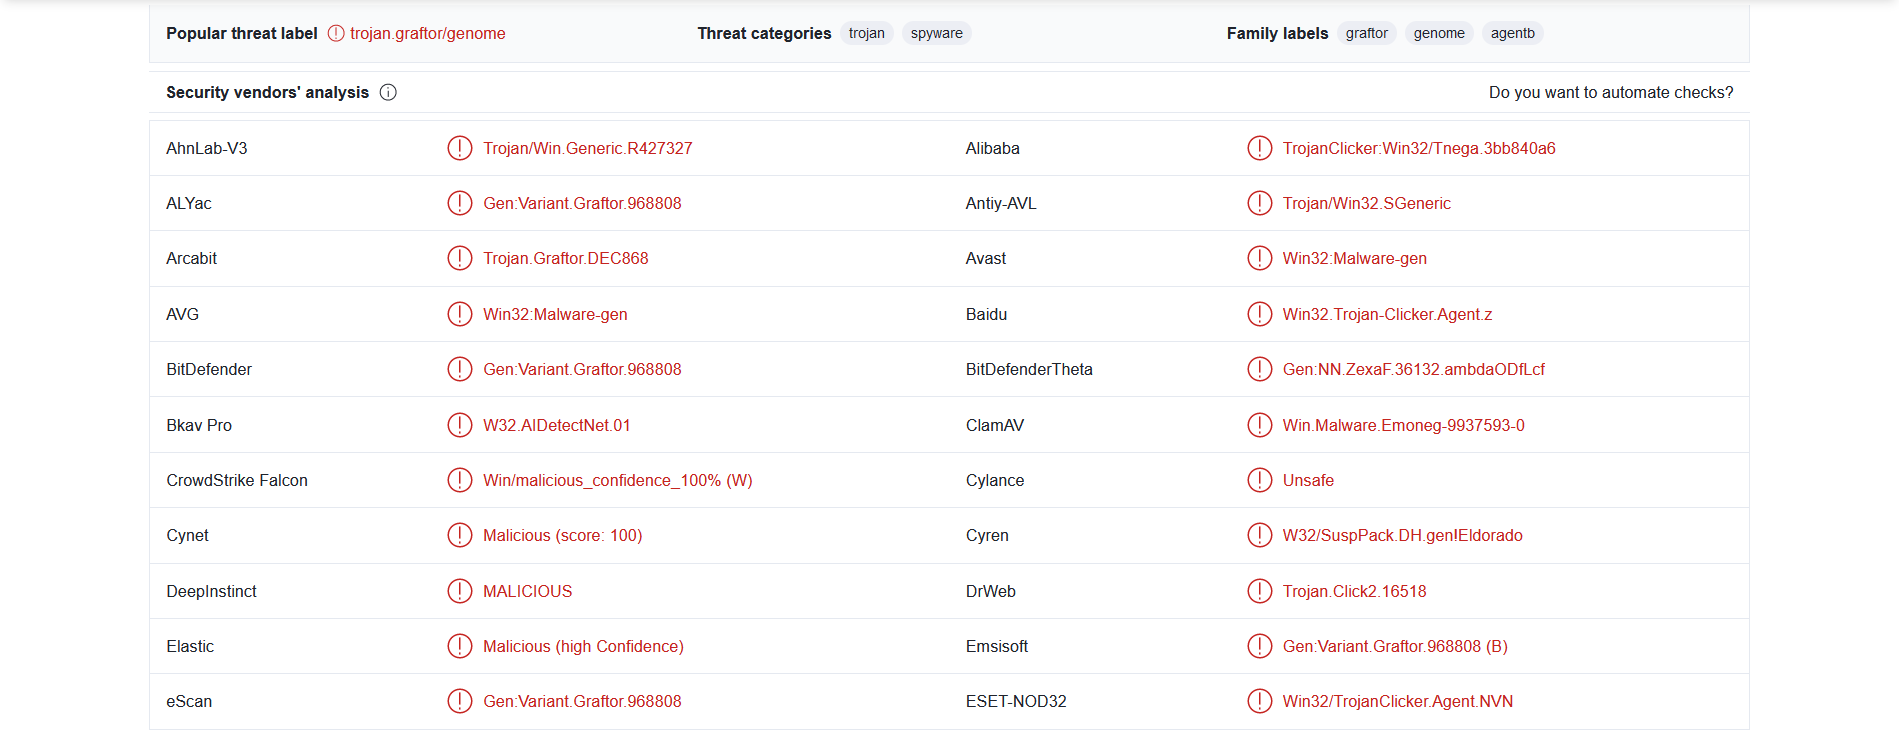 Popular threat label trojan.graftor/genome Threat categories trojan spyware Family labels graftor genome agentb
Security vendors' analysis Do you want to automate checks?
AhnLab-V3 Trojan/Win.Generic.R427327 Alibaba TrojanClicker:Win32/Tnega.3bb840a6
ALYac Gen:Variant.Graftor.968808 Antiy-AVL Trojan/Win32.SGeneric
Arcabit Trojan.Graftor.DEC868 Avast Win32:Malware-gen
AVG Win32:Malware-gen Baidu Win32.Trojan-Clicker.Agent.z
BitDefender Gen:Variant.Graftor.968808 BitDefenderTheta Gen:NN.ZexaF.36132.ambdaODfLcf
Bkav Pro W32.AIDetectNet.01 ClamAV Win.Malware.Emoneg-9937593-0
CrowdStrike Falcon Win/malicious_confidence_100% (W) Cylance Unsafe
Cynet Malicious (score: 100) Cyren W32/SuspPack.DH.gen!Eldorado
DeepInstinct MALICIOUS DrWeb Trojan.Click2.16518
Elastic Malicious (high Confidence) Emsisoft Gen:Variant.Graftor.968808 (B)
eScan Gen:Variant.Graftor.968808 ESET-NOD32 Win32/TrojanClicker.Agent.NVN